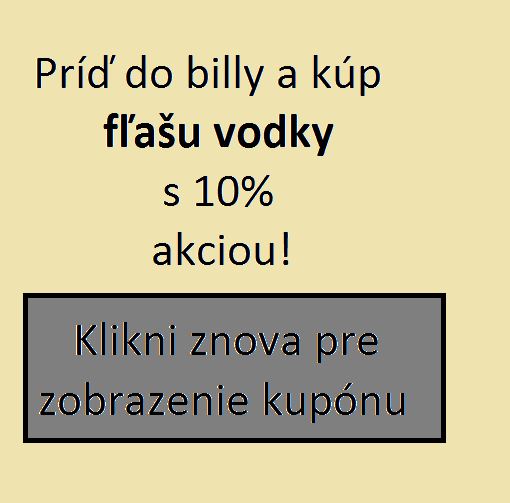 Príď do billy a kúp
fľašu vodky
s 10%
akciou!
Klikni znova pre
zobrazenie kupónu